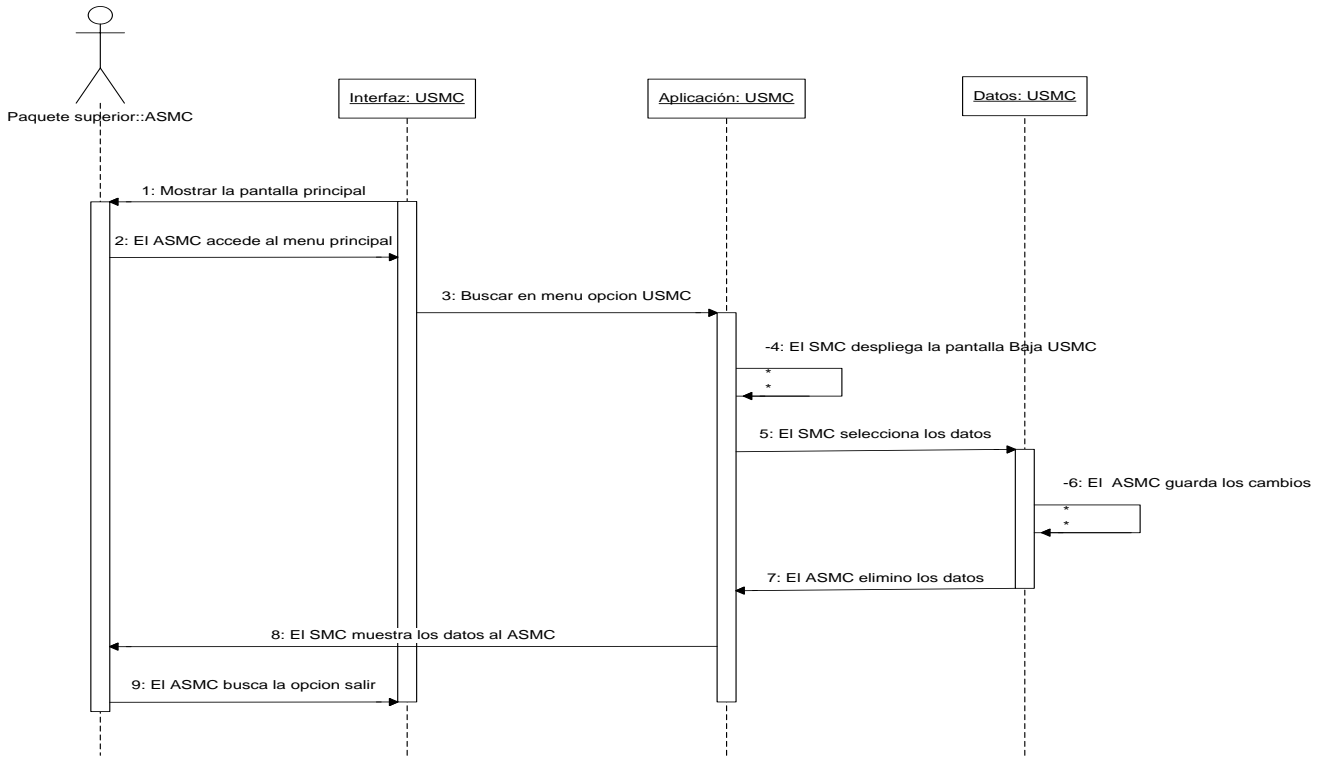 Paquete superior::ASMC
Interfaz: USMC
Aplicación: USMC
Datos: USMC
1: Mostrar la pantalla principal
2: El ASMC accede al menu principal
3: Buscar en menu opcion USMC
-4: El SMC despliega la pantalla Baja USMC
*
*
5: El SMC selecciona los datos
-6: El ASMC guarda los cambios
*
*
7: El ASMC elimino los datos
8: El SMC muestra los datos al ASMC
9: El ASMC busca la opcion salir